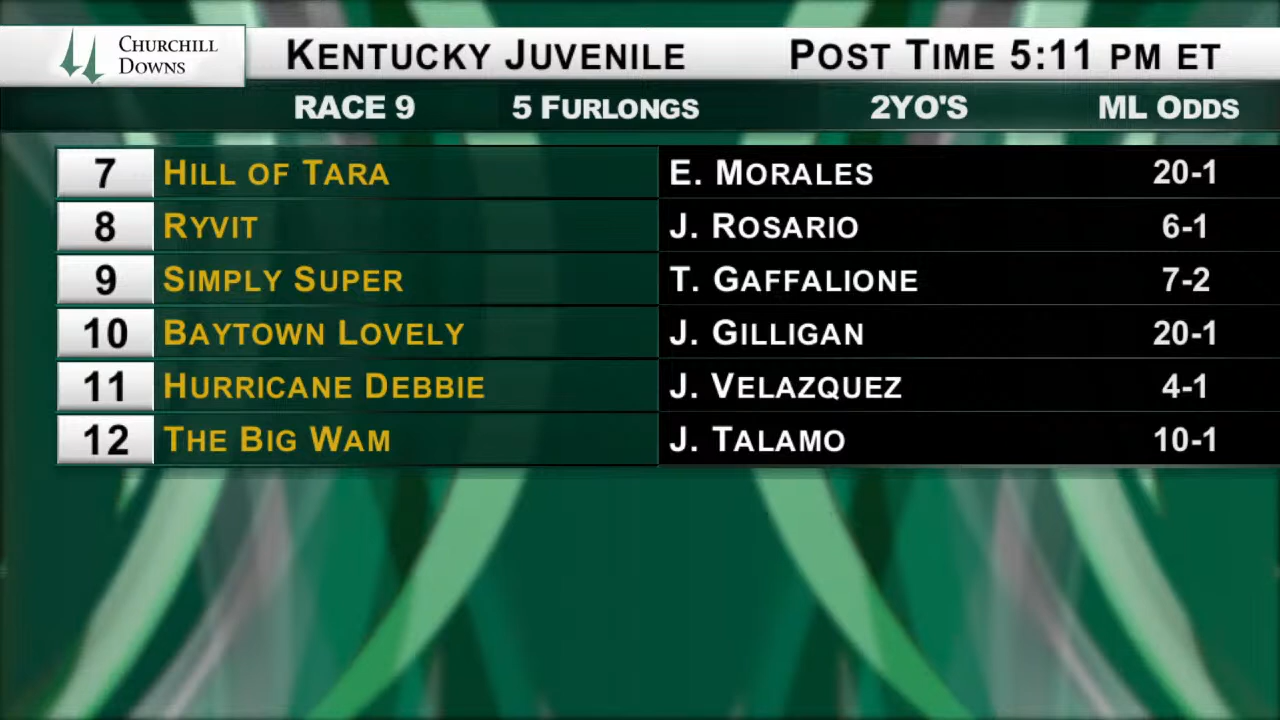 Churchill Downs
Kentucky Juvenile Post Time 5:11 PM ET
RACE 9 5 Furlongs 2YO'S ML Odds
7 Hill of Tara E. Morales 20-1
8 Ryvit J. Rosario 6-1
9 Simply Super T. Gaffalione 7-2
10 Baytown Lovely J. Gilligan 20-1
11 Hurricane Debbie J. Velazquez 4-1
12 The Big Wam J. Talamo 10-1